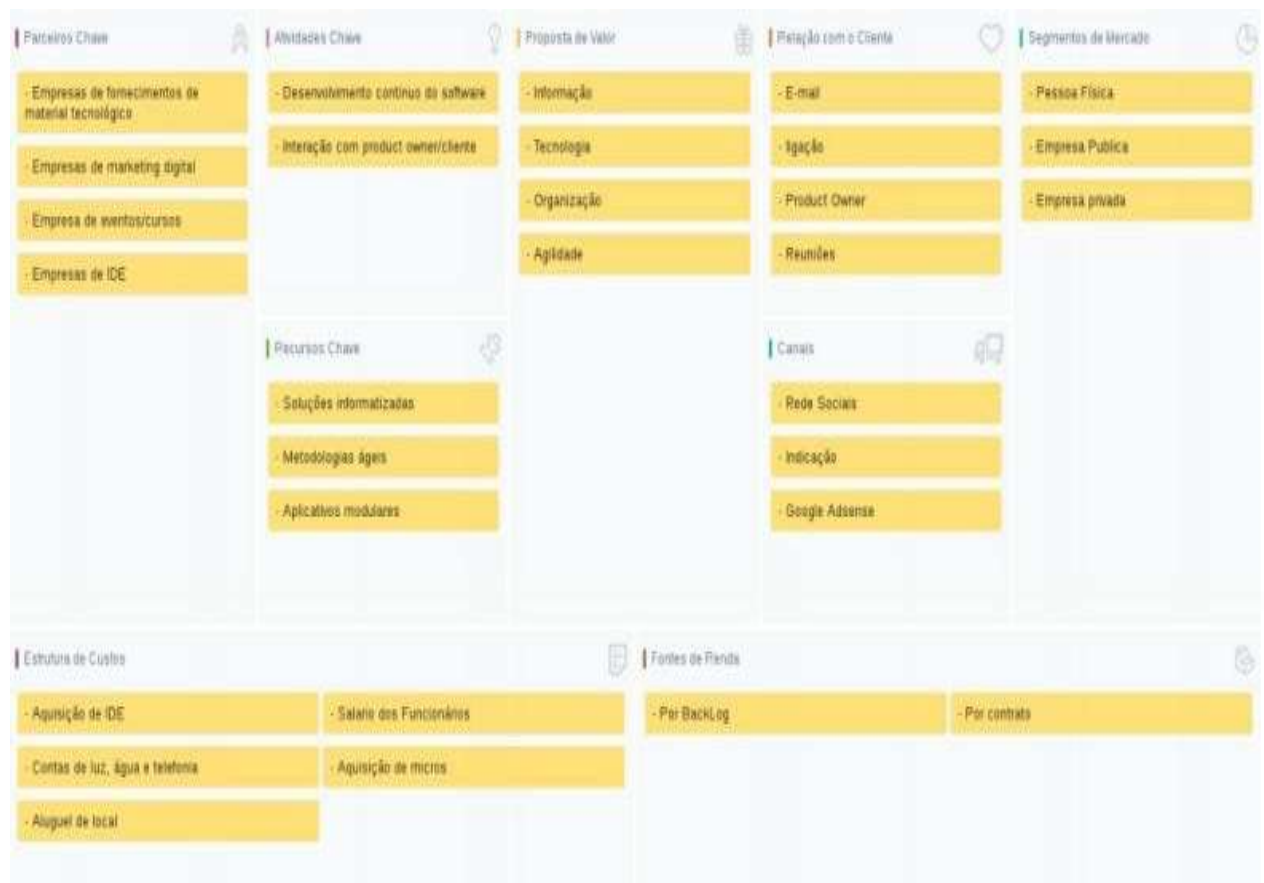 Parceiros Chave
- Empresas de fornecimentos de
material tecnológico
- Empresas de marketing digital
- Empresa de eventos/cursos
- Empresas de IDE
Atividades Chave
- Desenvolvimento continuo do software
- Interação com product owner/cliente
Recursos Chave
- Soluções informatizadas
- Metodologias ágeis
- Aplicativos modulares
Proposta de Valor
- Informação
- Tecnologia
- Organização
- Agilidade
Relação com o Cliente
- E-mail
- ligação
- Product Owner
- Reuniões
Canais
- Rede Sociais
- Indicação
- Google Adsense
Segmentos de Mercado
- Pessoa Física
- Empresa Publica
- Empresa privada
Estrutura de Custos
- Aquisição de IDE
- Salario dos Funcionários
- Contas de luz, água e telefonia
- Aquisição de micros
- Aluguel de local
Fontes de Renda
- Por BackLog
- Por contrato